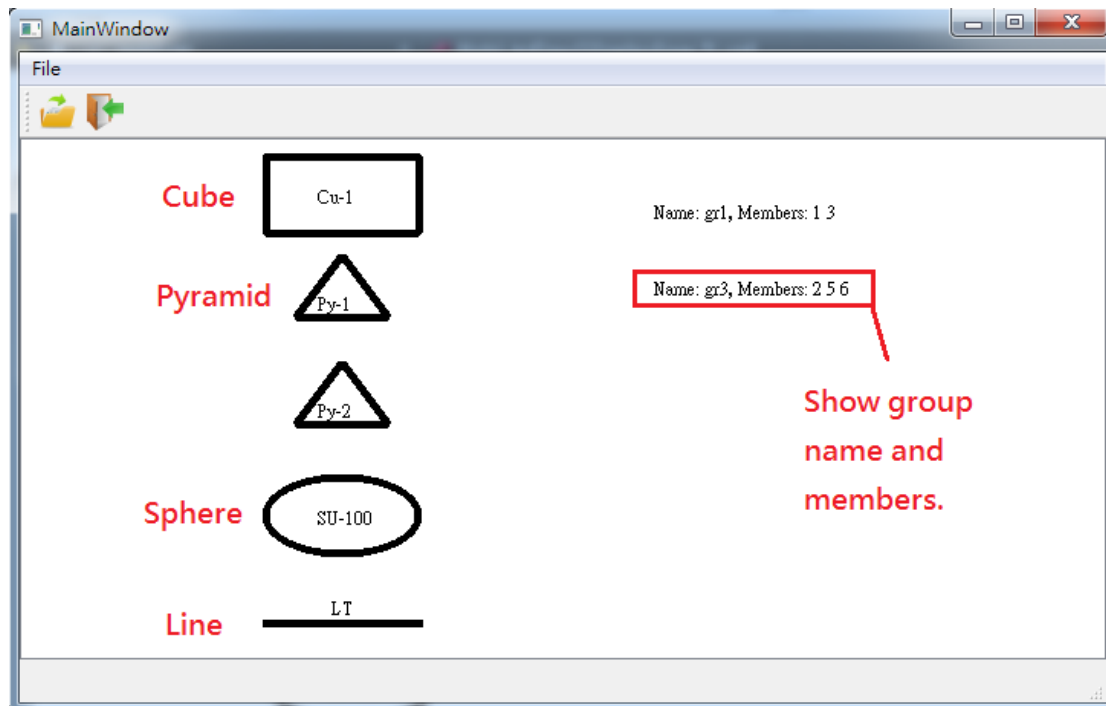 MainWindow
File
Cube
Cu-1
Name: gr1, Members: 1 3
Pyramid
Py-1
Name: gr3, Members: 2 5 6
Py-2
Show group
name and
members.
Sphere
SU-100
LT
Line